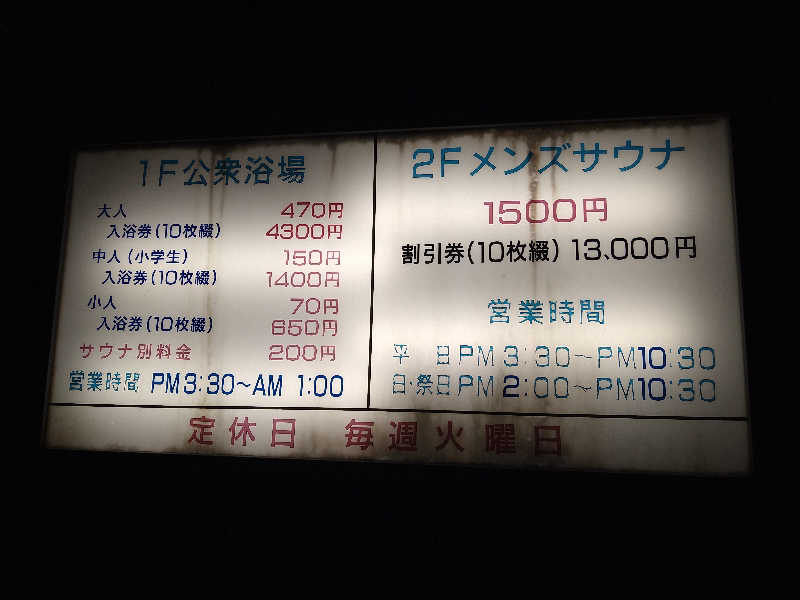 1F公衆浴場
大人 470円
入浴券(10枚綴) 4300円
中人(小学生) 150円
入浴券(10枚綴) 1400円
小人 70円
入浴券(10枚綴) 650円
サウナ別料金 200円
営業時間 PM3:30～AM 1:00
2Fメンズサウナ
1500円
割引券(10枚綴) 13,000円
営業時間
平 日 PM 3:30～PM10:30
日・祭日 PM 2:00～PM10:30
定休日 毎週火曜日